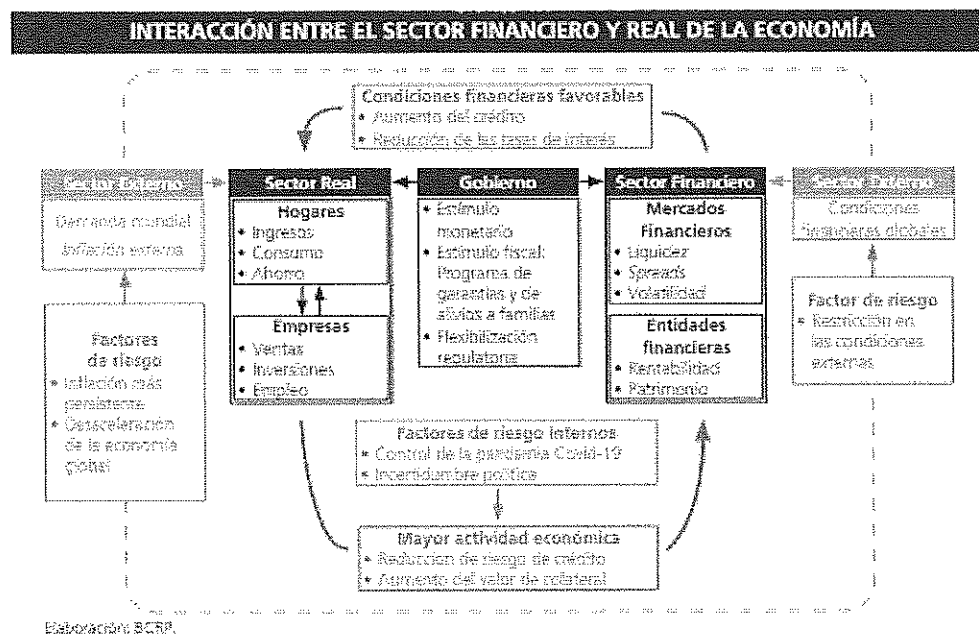 INTERACCIÓN ENTRE EL SECTOR FINANCIERO Y REAL DE LA ECONOMÍA
Condiciones financieras favorables
• Aumento del crédito
• Reducción de las tasas de interés
Sector Externo
Demanda mundial
Inflación externa
Factores
de riesgo
• Inflación más
persistente
• Desaceleración
de la economía
global
Sector Real
Hogares
• Ingresos
• Consumo
• Ahorro
Empresas
• Ventas
• Inversiones
• Empleo
Gobierno
• Estímulo
monetario
• Estímulo fiscal:
Programa de
garantías y de
alivios a familias
• Flexibilización
regulatoria
Sector Financiero
Mercados
Financieros
• Liquidez
• Spreads
• Volatilidad
Entidades
financieras
• Rentabilidad
• Patrimonio
Sector Externo
Condiciones
financieras globales
Factor de riesgo
• Restricción en
las condiciones
externas
Factores de riesgo internos
• Control de la pandemia Covid-19
• Incertidumbre política
Mayor actividad económica
• Reducción de riesgo de crédito
• Aumento del valor de colateral
Elaboración: BCRP.